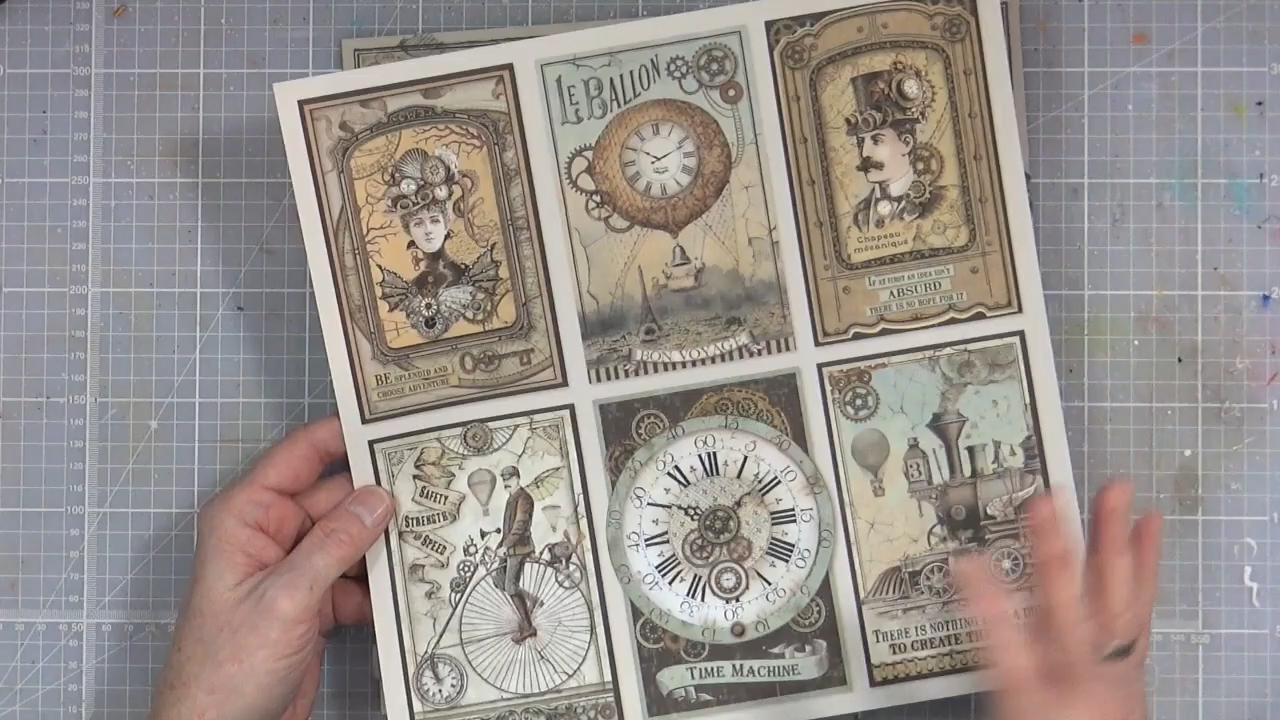 LE BALLON
BON VOYAGE
BE SPLENDID AND
CHOOSE ADVENTURE
Chapeau
mécanique
IF AT FIRST AN IDEA ISN'T
ABSURD
THERE IS NO HOPE FOR IT
SAFETY
STRENGTH
SPEED
TIME MACHINE
3
THERE IS NOTHING
TO CREATE